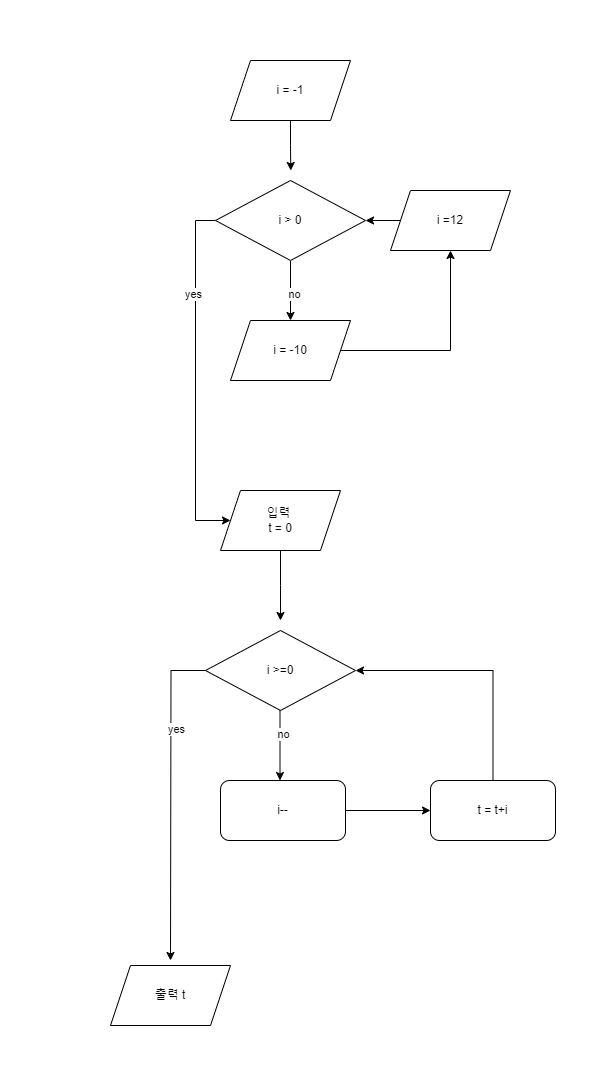 i = -1
i > 0
i =12
yes
no
i = -10
입력
t = 0
i >=0
yes
no
i--
t = t+i
출력 t